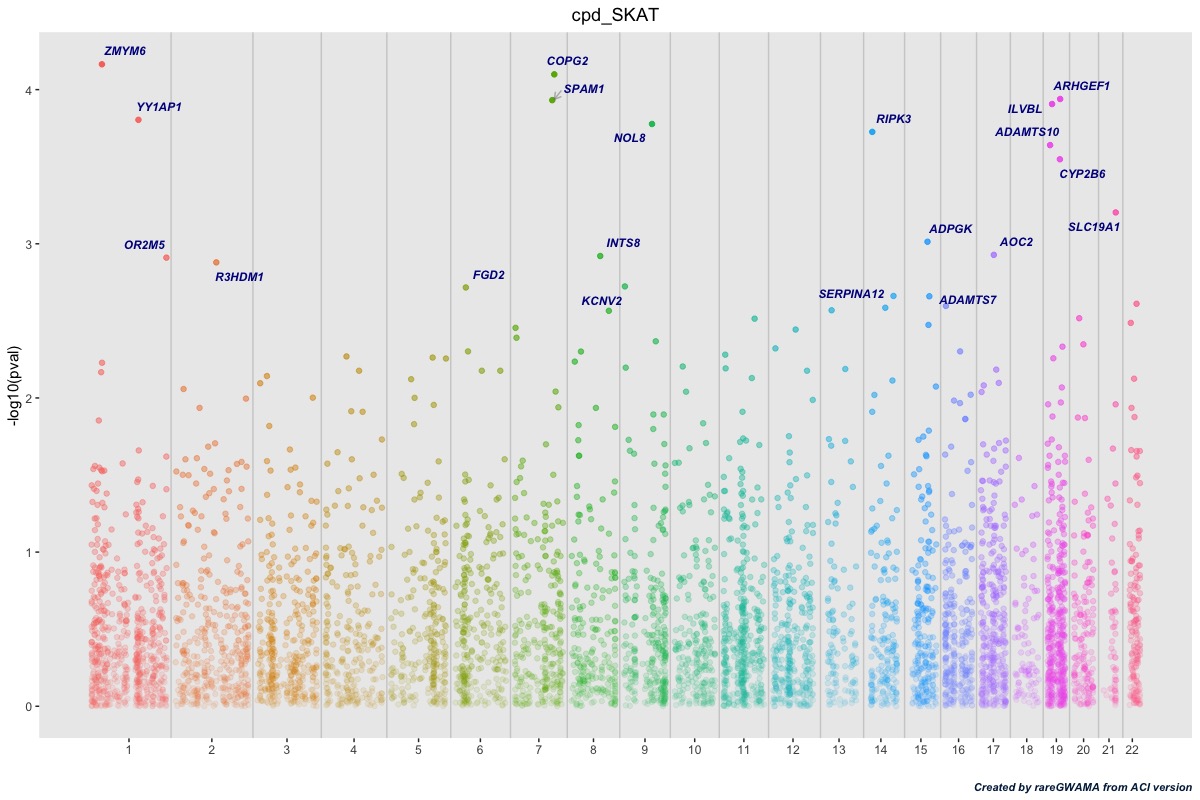 cpd_SKAT
ZMYM6
COPG2
SPAM1
ARHGEF1
YY1AP1
ILVBL
RIPK3
NOL8
ADAMTS10
CYP2B6
SLC19A1
ADPGK
OR2M5
INTS8
AOC2
R3HDM1
FGD2
SERPINA12
KCNV2
ADAMTS7
-log10(pval)
4
3
2
1
0
1 2 3 4 5 6 7 8 9 10 11 12 13 14 15 16 17 18 19 20 21 22
Created by rareGWAMA from ACI version